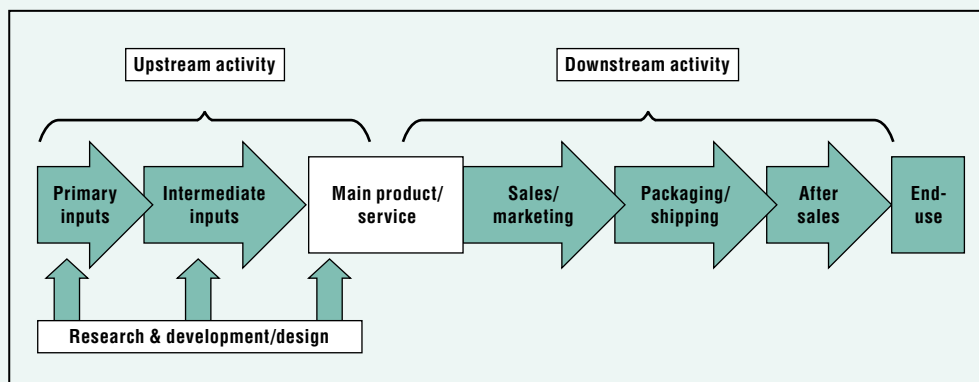 Upstream activity
Downstream activity
Primary
inputs
Intermediate
inputs
Main product/
service
Sales/
marketing
Packaging/
shipping
After
sales
End-
use
Research & development/design